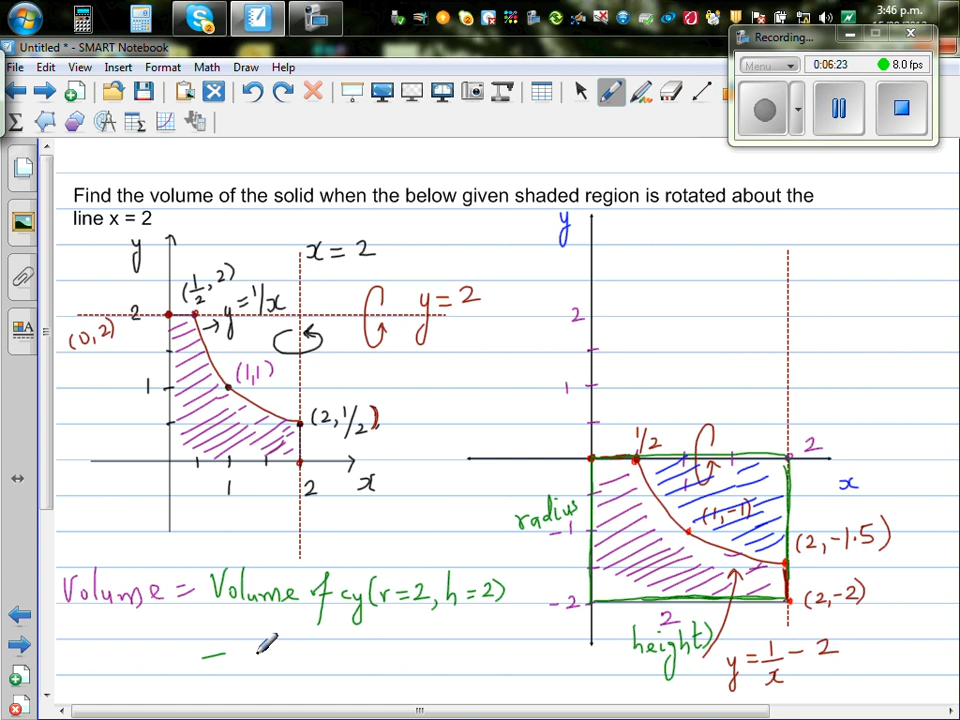 3:46 p.m.
Untitled * - SMART Notebook
Recording...
File Edit View Insert Format Math Draw Help
Menu
0:06:23
8.0 fps
Find the volume of the solid when the below given shaded region is rotated about the
line x = 2
y
x = 2
y
(1/2, 2)
2
y = 1/x
y = 2
(0, 2)
2
1
(1,1)
1
(2, 1/2)
1/2
2
x
1
2
x
radius
(1, -1)
-1
(2, -1.5)
Volume = Volume of cy(r=2, h=2)
-2
2
(2, -2)
height)
-
y = 1/x - 2